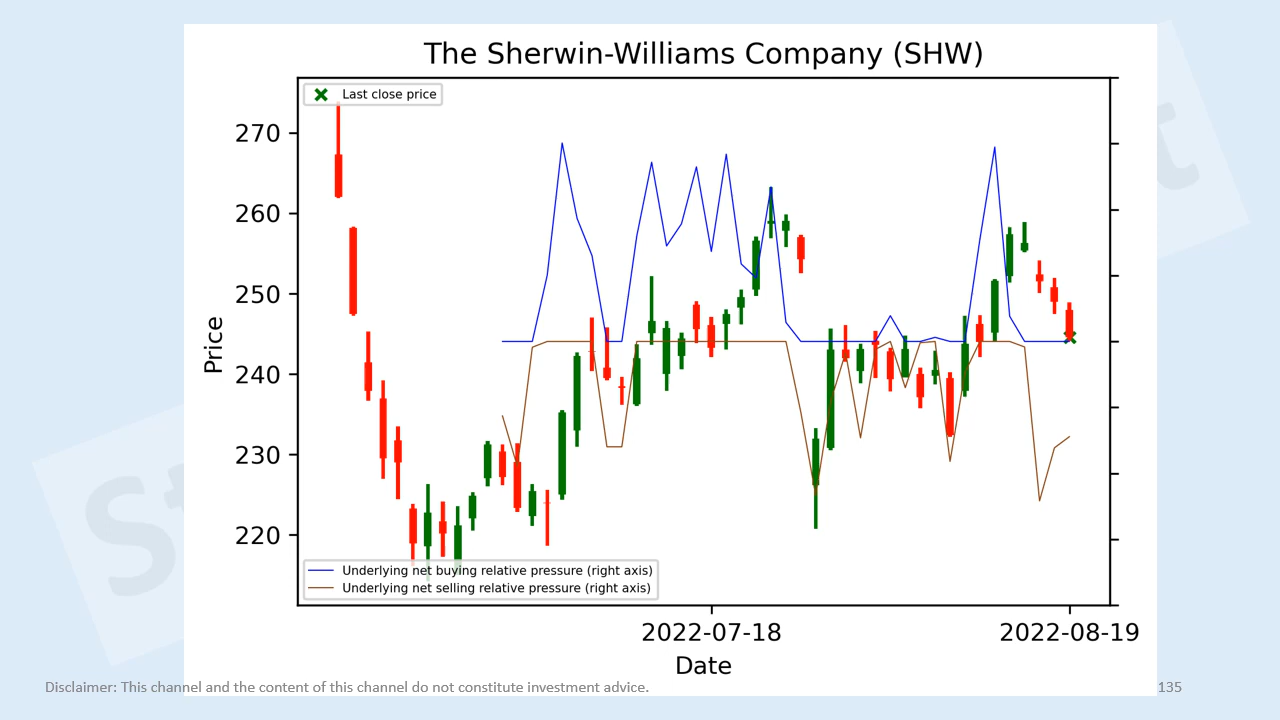 The Sherwin-Williams Company (SHW)
Last close price
270
260
250
240
230
220
Price
Underlying net buying relative pressure (right axis)
Underlying net selling relative pressure (right axis)
2022-07-18
2022-08-19
Date
Disclaimer: This channel and the content of this channel do not constitute investment advice.
135